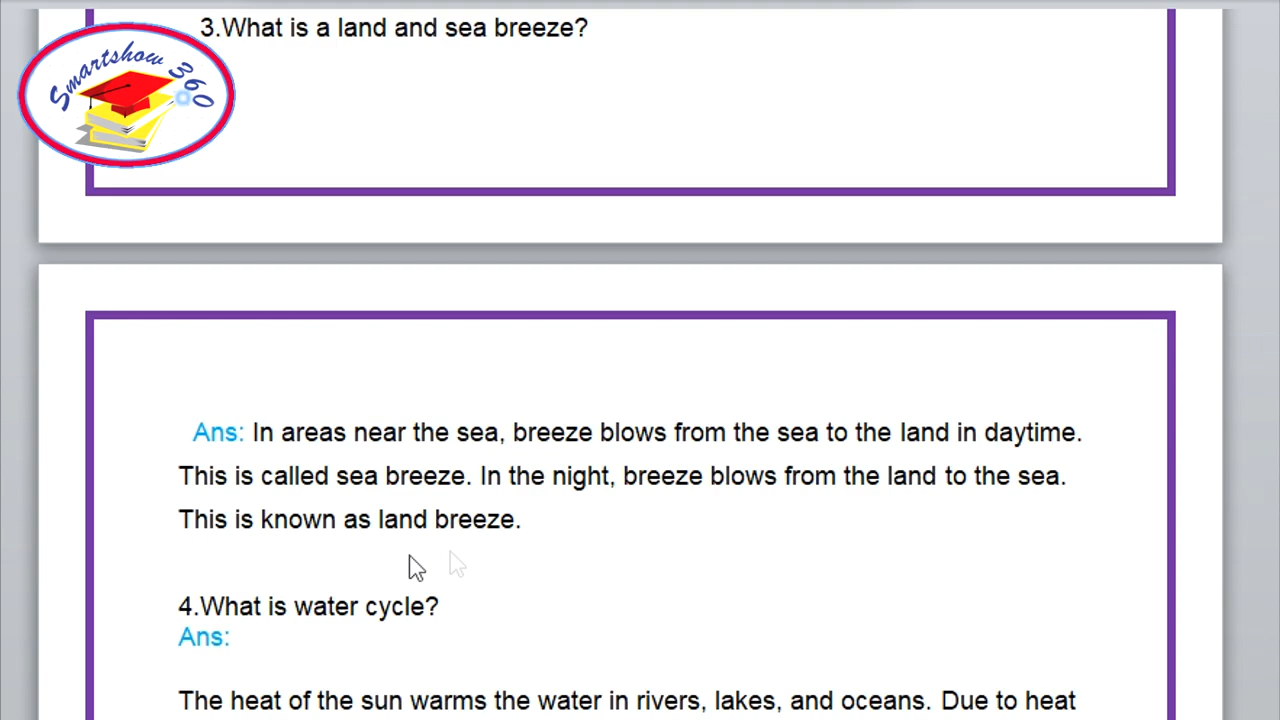 3.What is a land and sea breeze?
Smartshow 360
Ans: In areas near the sea, breeze blows from the sea to the land in daytime.
This is called sea breeze. In the night, breeze blows from the land to the sea.
This is known as land breeze.
4.What is water cycle?
Ans:
The heat of the sun warms the water in rivers, lakes, and oceans. Due to heat